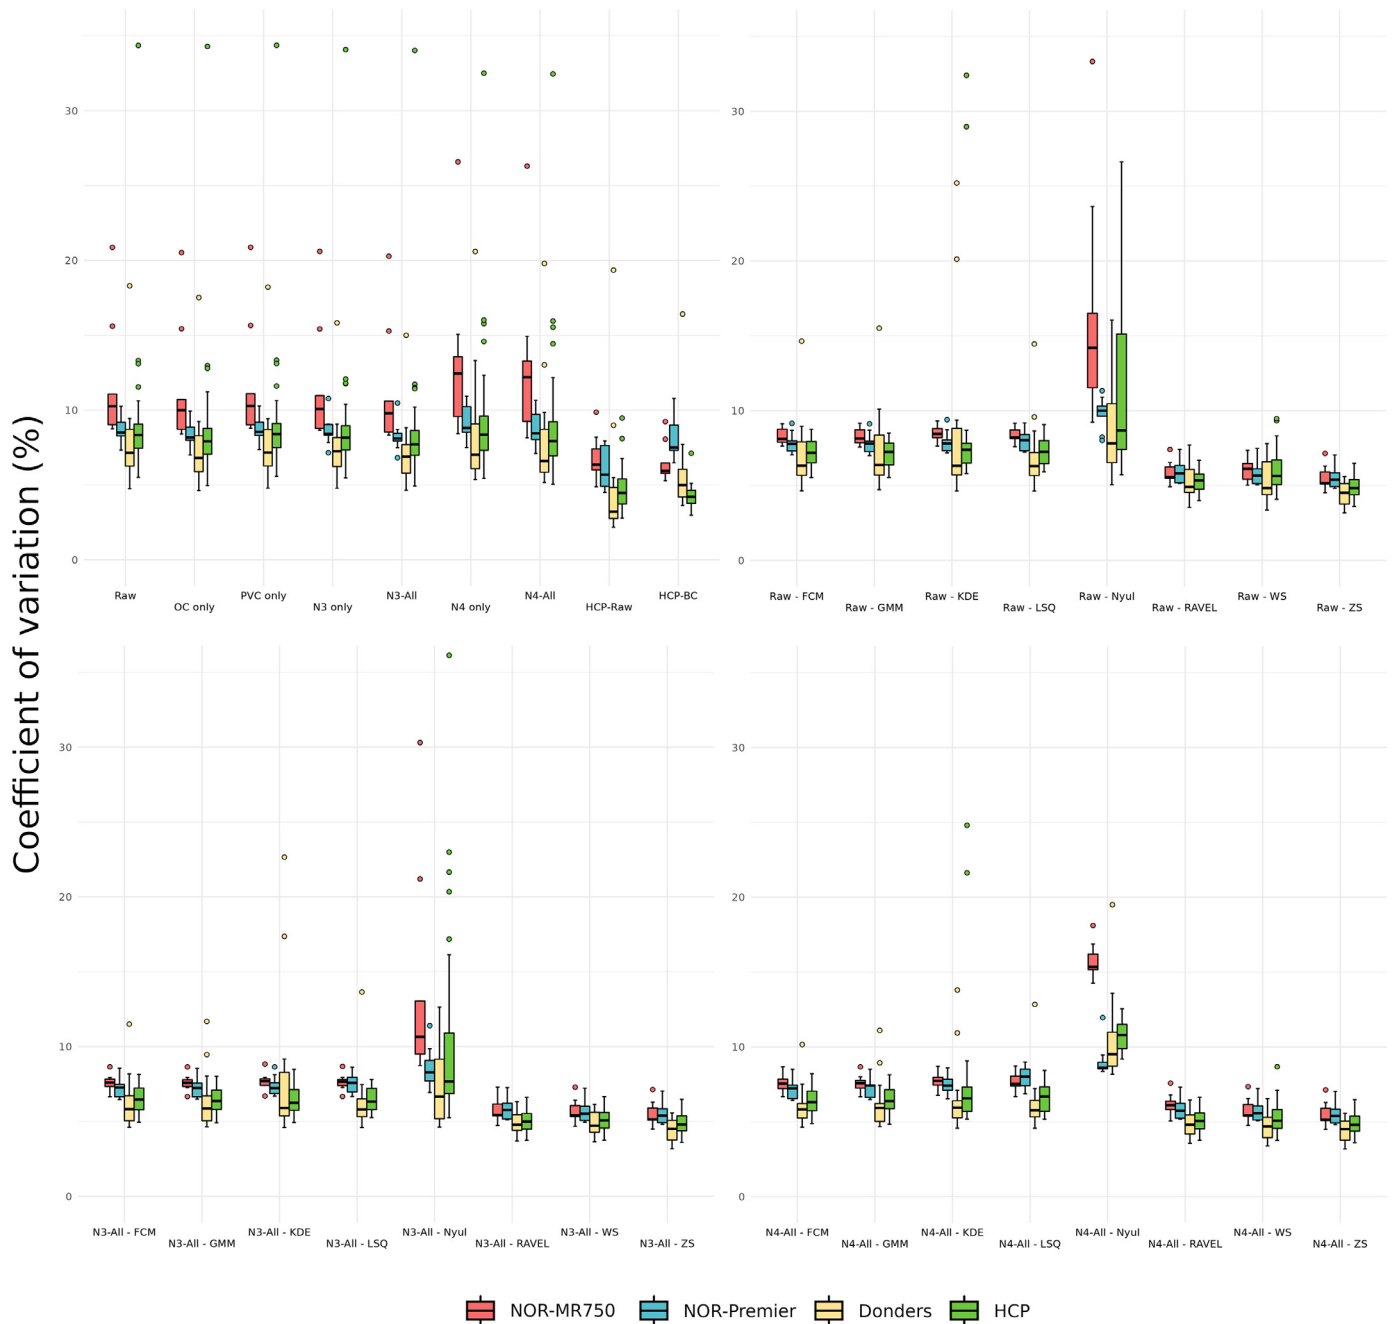 Coefficient of variation (%)
30
20
10
0
Raw
OC only
PVC only
N3 only
N3-All
N4 only
N4-All
HCP-Raw
HCP-BC
30
20
10
0
Raw - FCM
Raw - GMM
Raw - KDE
Raw - LSQ
Raw - Nyul
Raw - RAVEL
Raw - WS
Raw - ZS
30
20
10
0
N3-All - FCM
N3-All - GMM
N3-All - KDE
N3-All - LSQ
N3-All - Nyul
N3-All - RAVEL
N3-All - WS
N3-All - ZS
30
20
10
0
N4-All - FCM
N4-All - GMM
N4-All - KDE
N4-All - LSQ
N4-All - Nyul
N4-All - RAVEL
N4-All - WS
N4-All - ZS
NOR-MR750 NOR-Premier Donders HCP